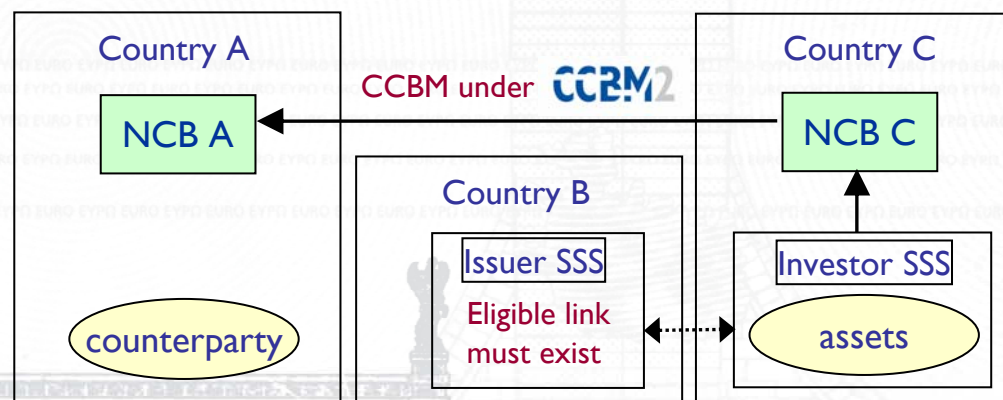 Country A
Country C
CCBM under CCBM2
NCB A
NCB C
Country B
Issuer SSS
Investor SSS
Eligible link
must exist
counterparty
assets